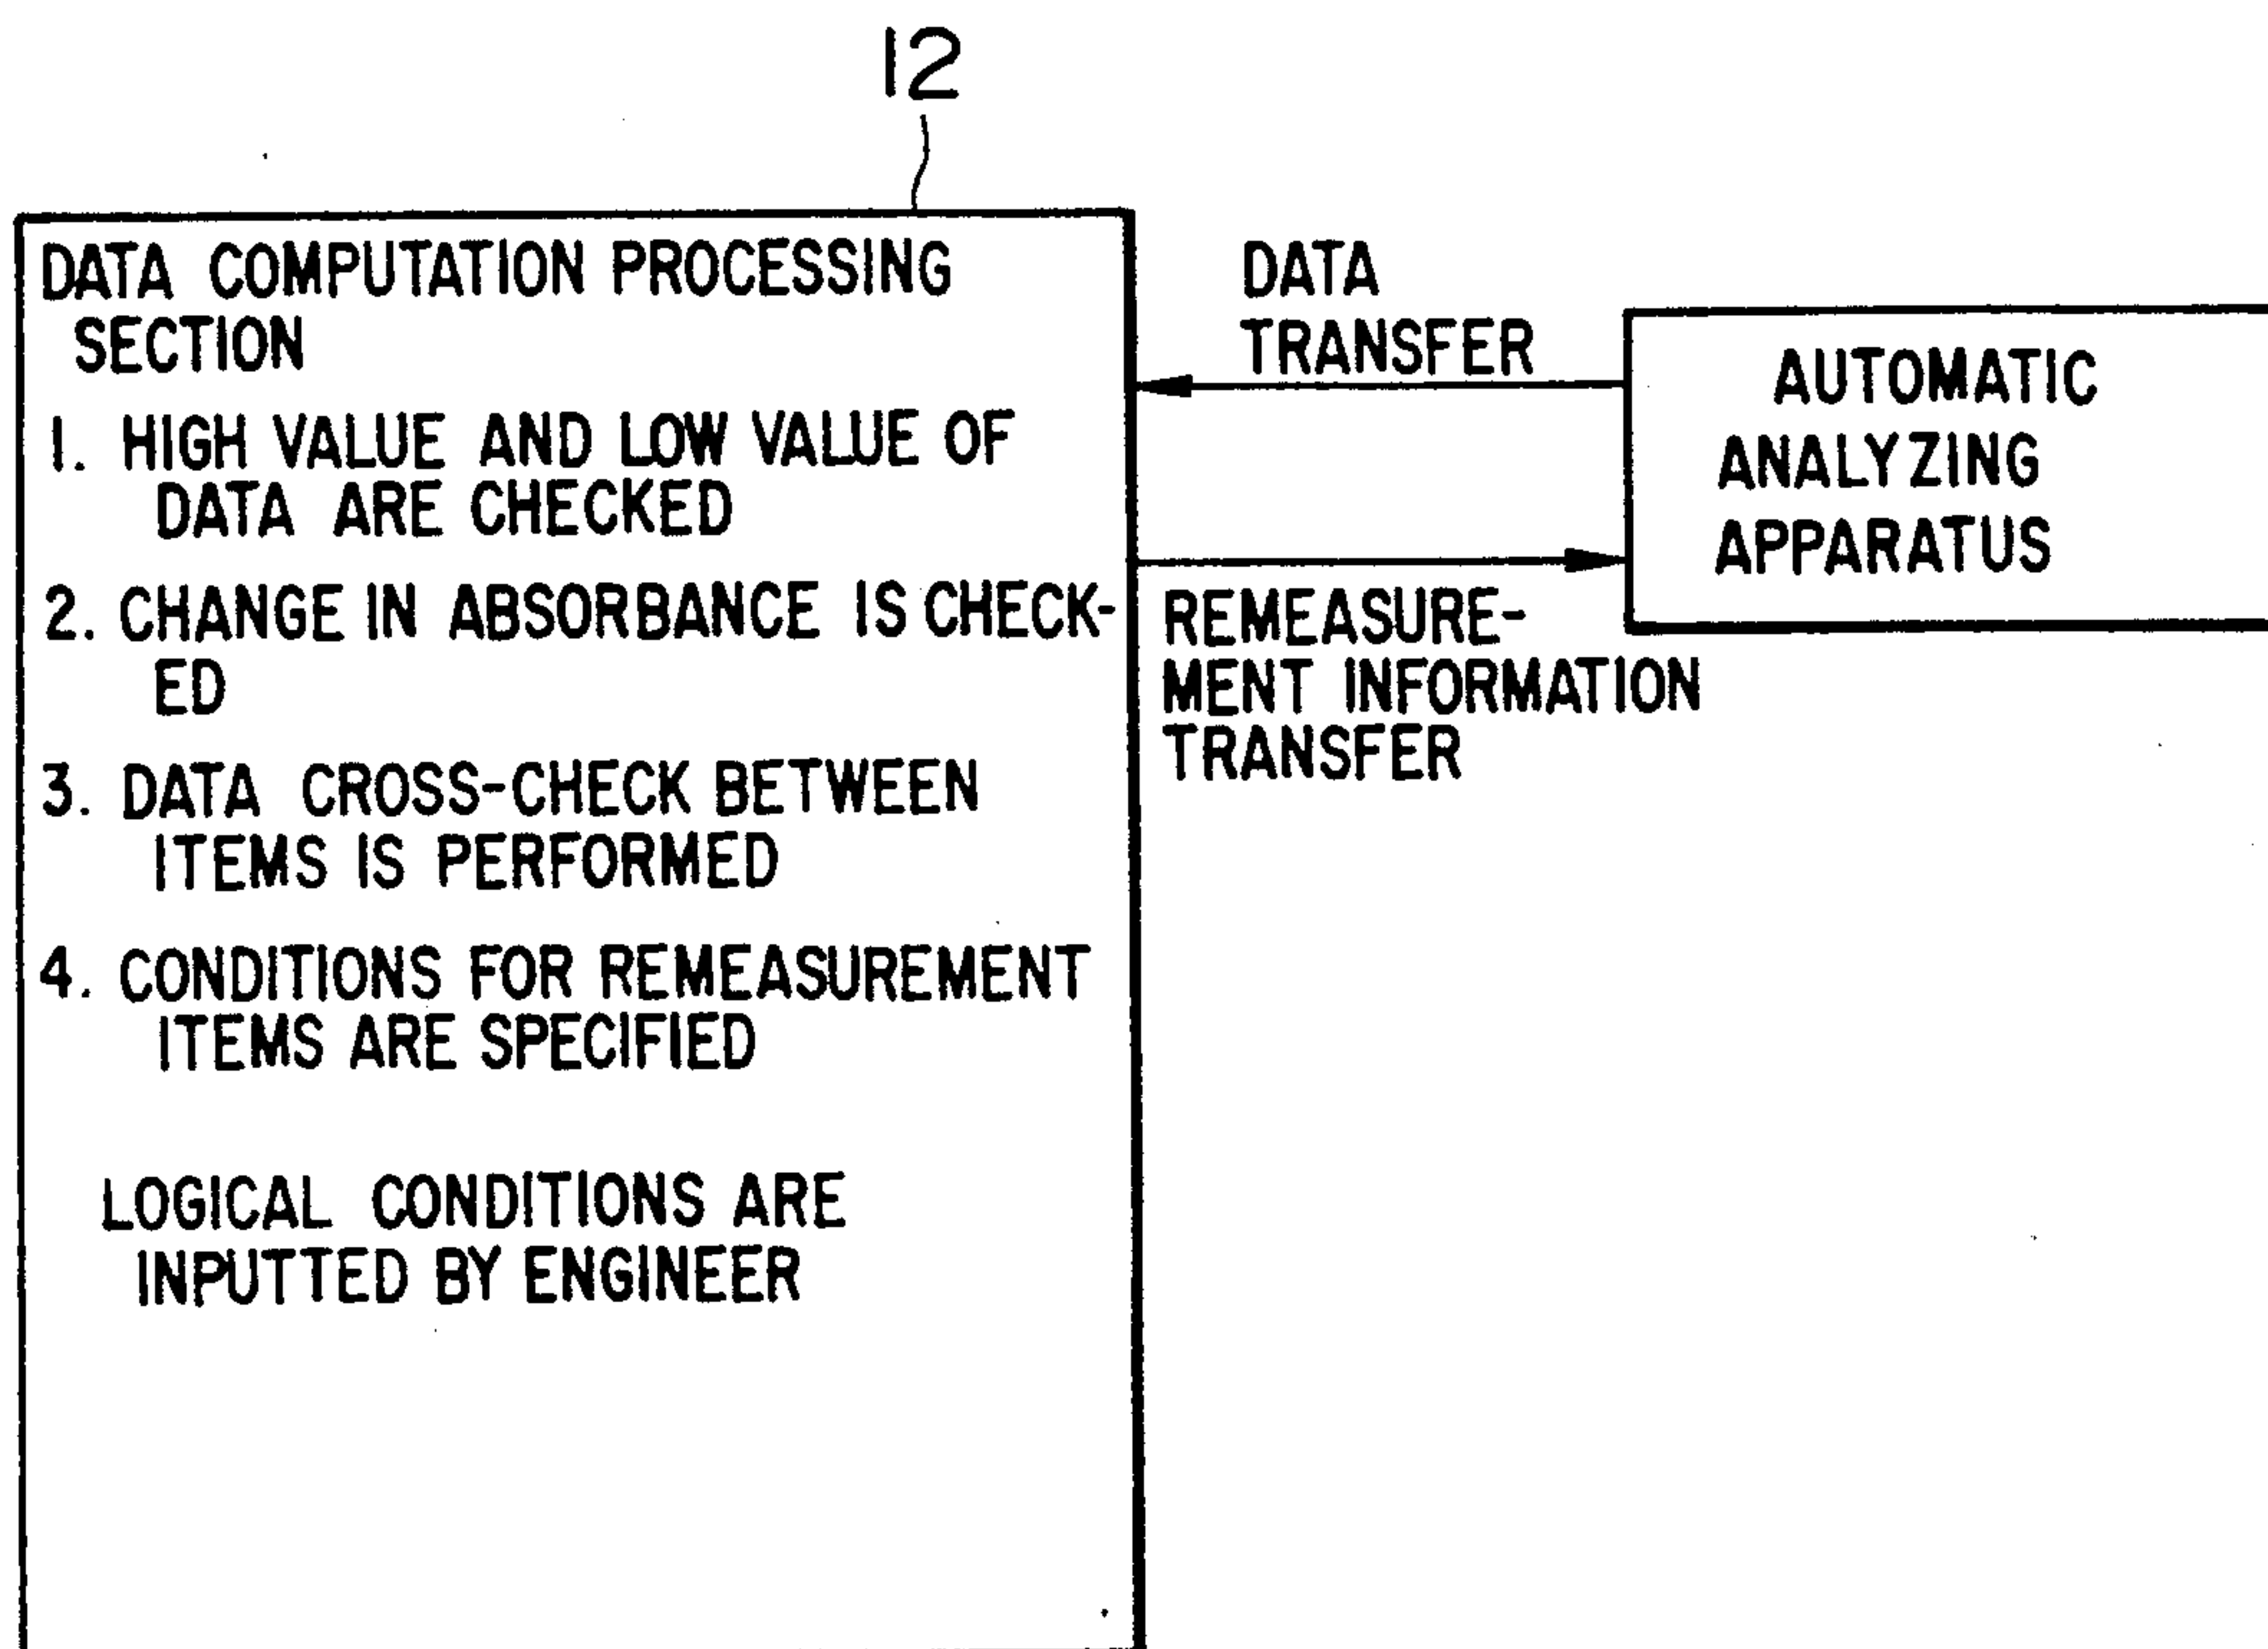 12
DATA COMPUTATION PROCESSING
SECTION
1. HIGH VALUE AND LOW VALUE OF
DATA ARE CHECKED
2. CHANGE IN ABSORBANCE IS CHECK-
ED
3. DATA CROSS-CHECK BETWEEN
ITEMS IS PERFORMED
4. CONDITIONS FOR REMEASUREMENT
ITEMS ARE SPECIFIED
LOGICAL CONDITIONS ARE
INPUTTED BY ENGINEER
DATA
TRANSFER
REMEASURE-
MENT INFORMATION
TRANSFER
AUTOMATIC
ANALYZING
APPARATUS